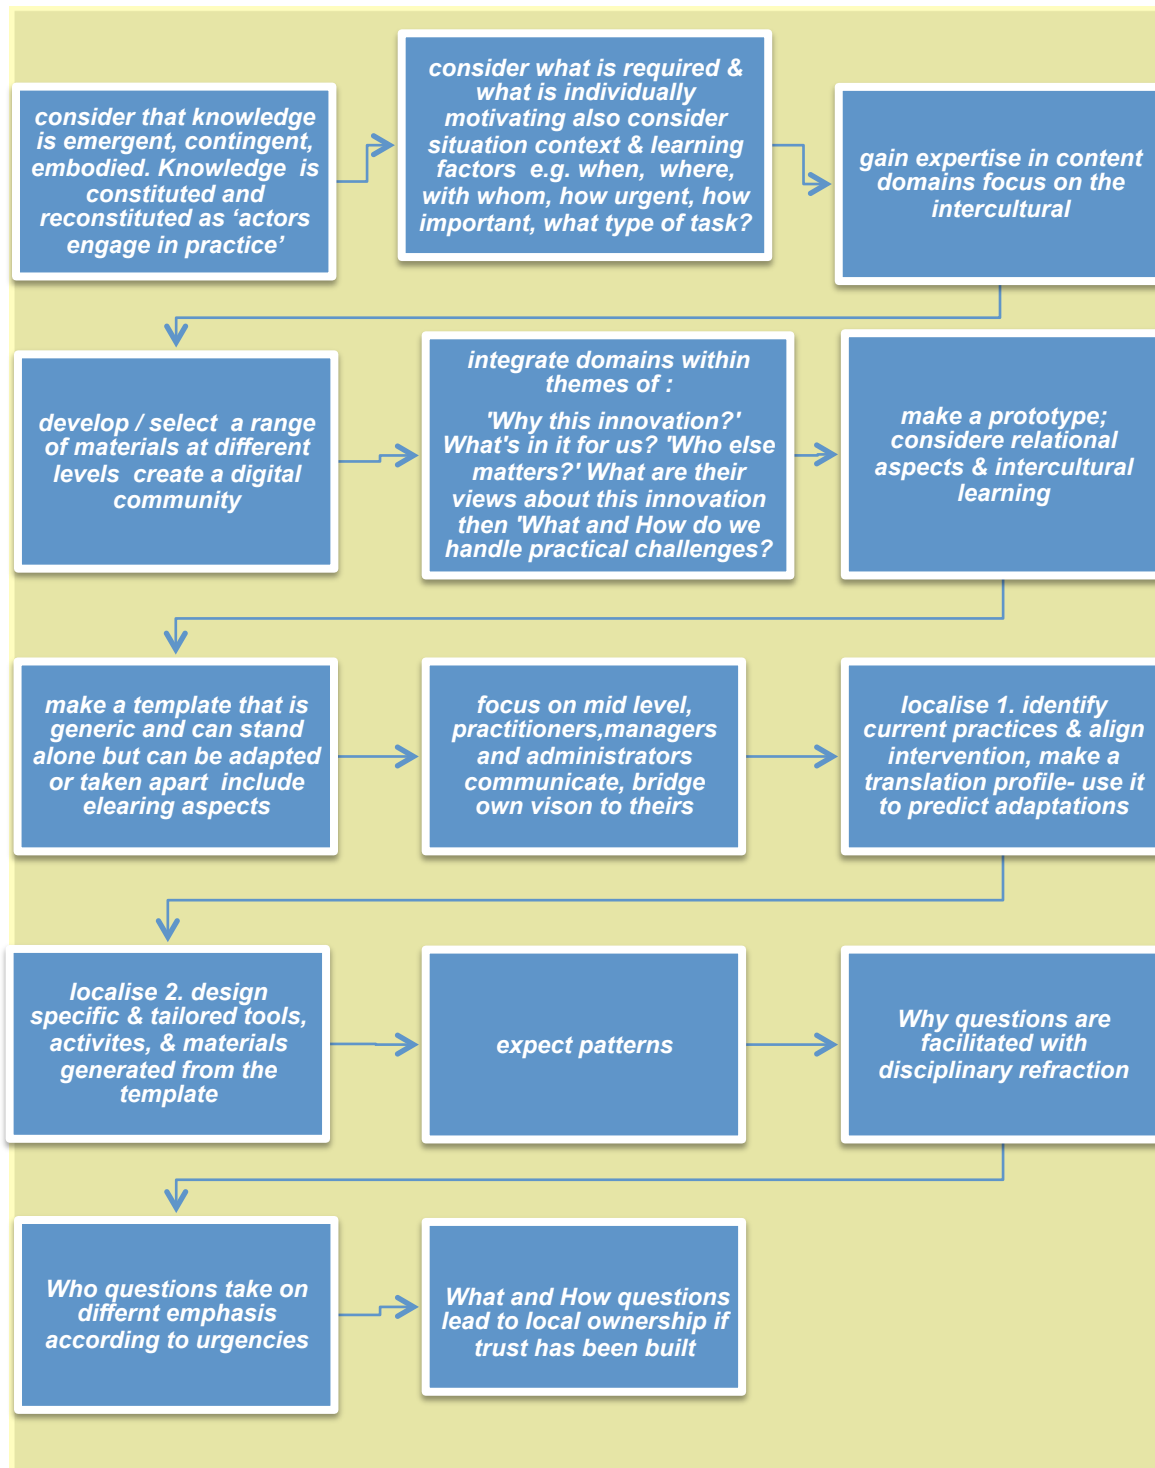 consider that knowledge
is emergent, contingent,
embodied. Knowledge is
constituted and
reconstituted as ‘actors
engage in practice’
consider what is required &
what is individually
motivating also consider
situation context & learning
factors e.g. when, where,
with whom, how urgent, how
important, what type of task?
gain expertise in content
domains focus on the
intercultural
develop / select a range
of materials at different
levels create a digital
community
integrate domains within
themes of :
'Why this innovation?'
What's in it for us? 'Who else
matters?' What are their
views about this innovation
then 'What and How do we
handle practical challenges?
make a prototype;
considere relational
aspects & intercultural
learning
make a template that is
generic and can stand
alone but can be adapted
or taken apart include
elearing aspects
focus on mid level,
practitioners,managers
and administrators
communicate, bridge
own vison to theirs
localise 1. identify
current practices & align
intervention, make a
translation profile- use it
to predict adaptations
localise 2. design
specific & tailored tools,
activites, & materials
generated from the
template
expect patterns
Why questions are
facilitated with
disciplinary refraction
Who questions take on
differnt emphasis
according to urgencies
What and How questions
lead to local ownership if
trust has been built